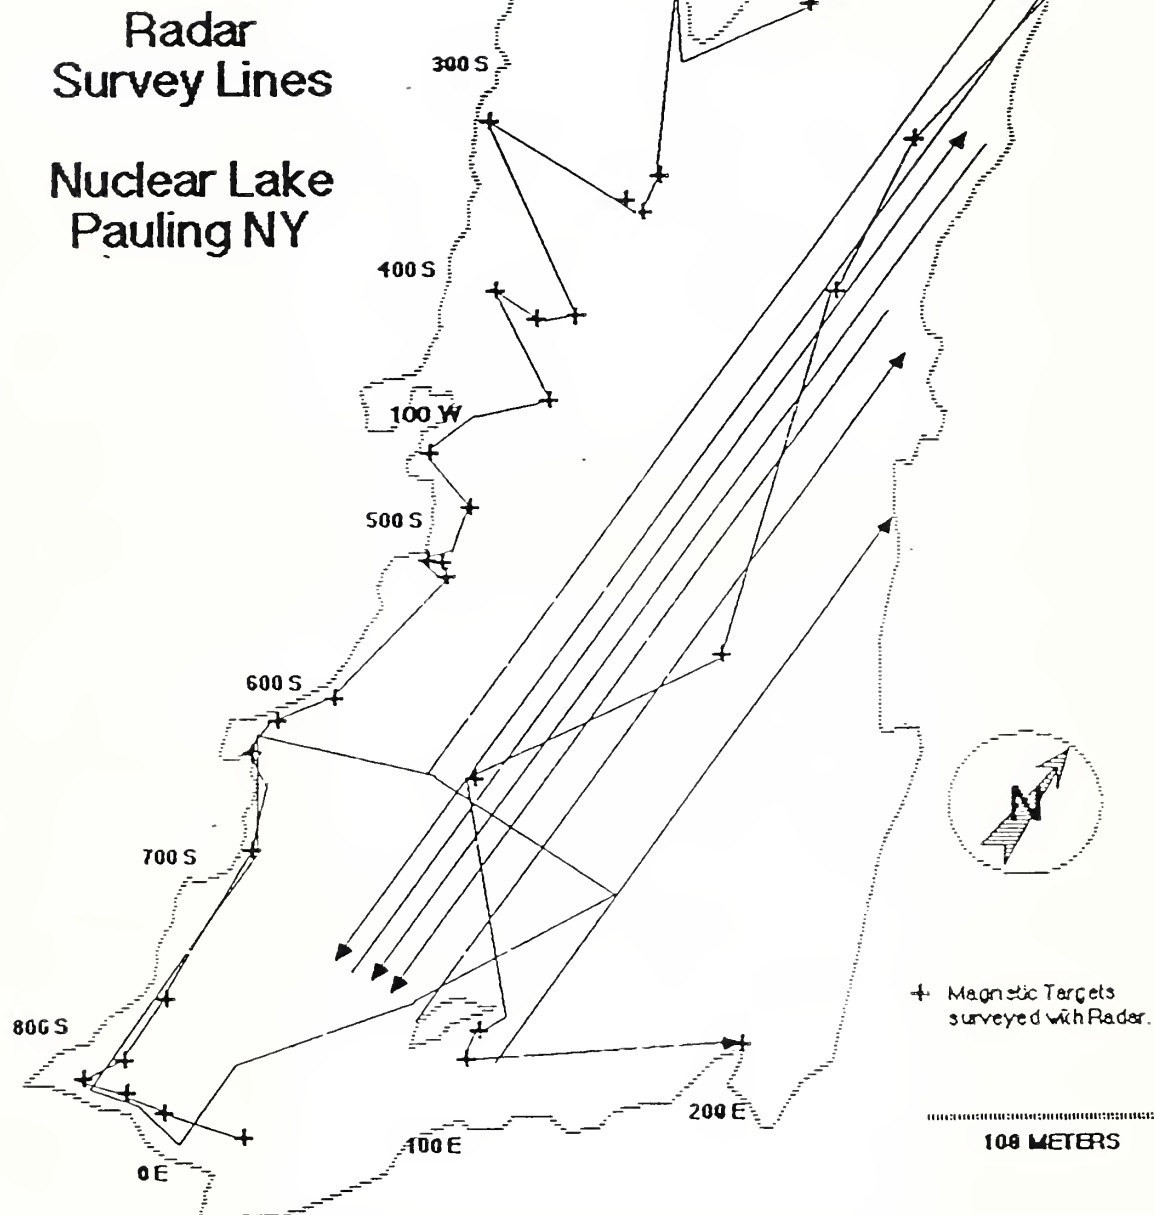 Radar
Survey Lines
Nuclear Lake
Pauling NY
300 S
400 S
100 W
500 S
600 S
700 S
800 S
0 E
100 E
200 E
N
Magnetic Targets
surveyed with Radar.
100 METERS